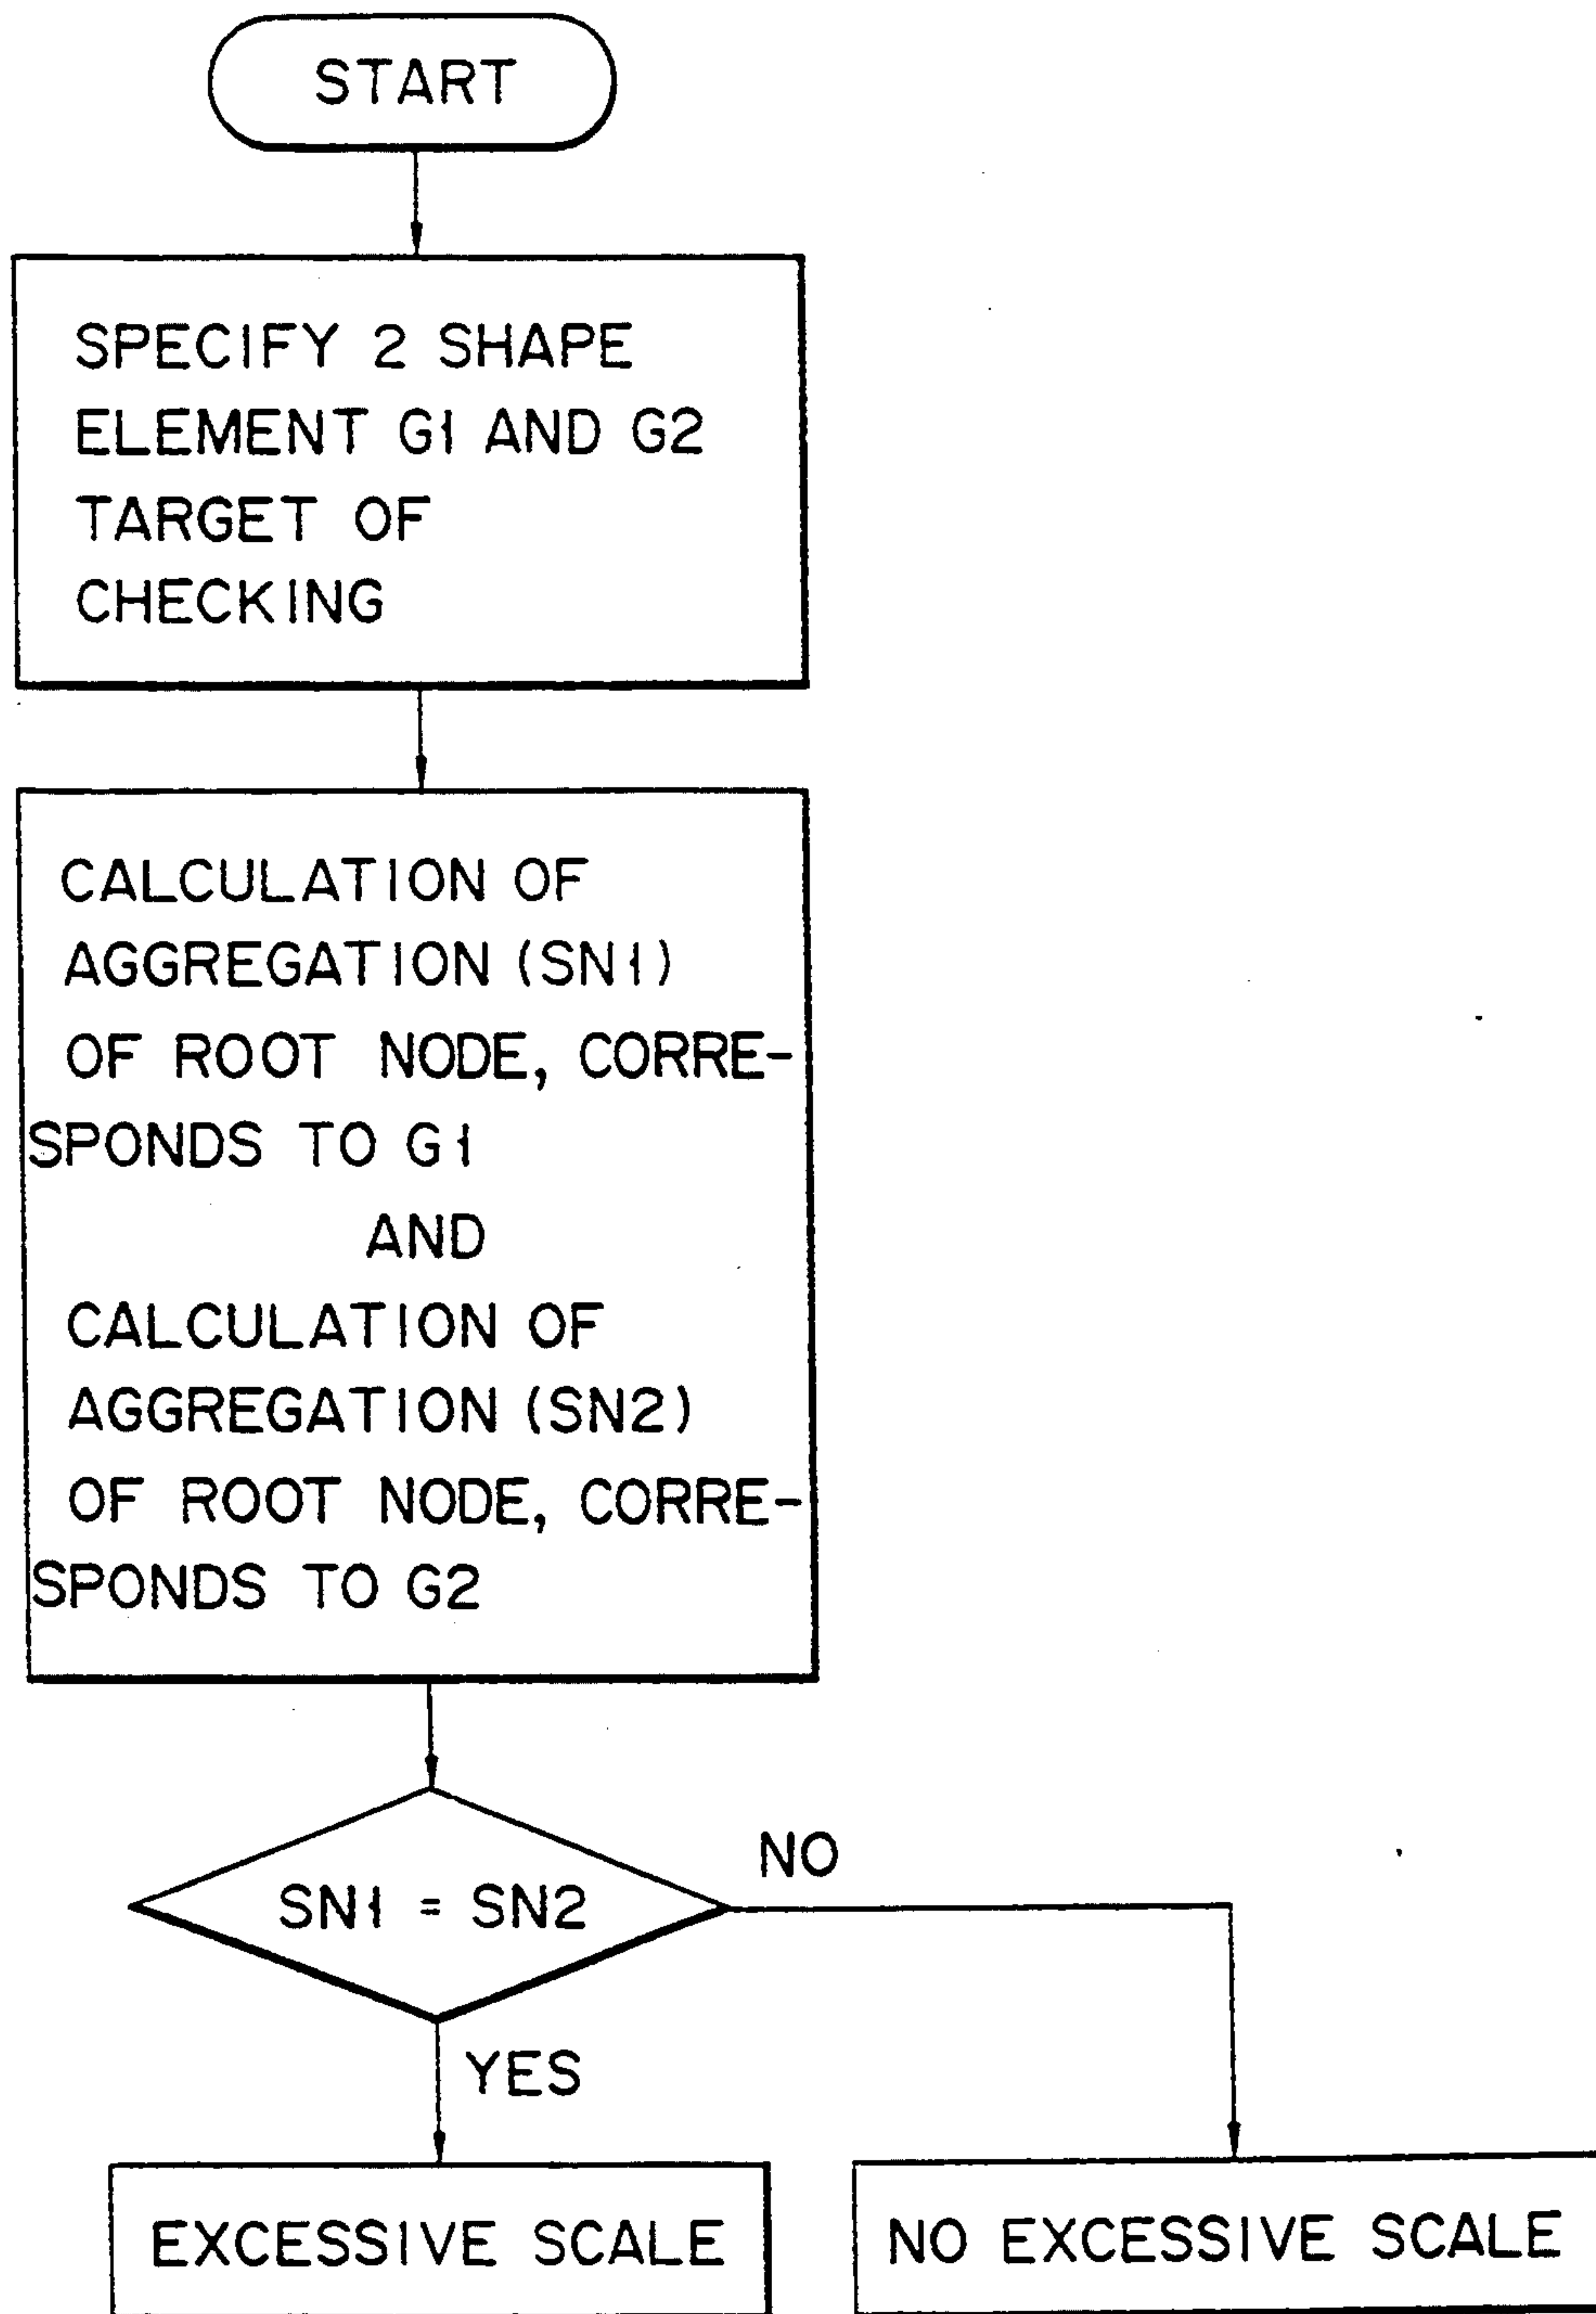 START
SPECIFY 2 SHAPE
ELEMENT G1 AND G2
TARGET OF
CHECKING
CALCULATION OF
AGGREGATION (SN1)
OF ROOT NODE, CORRE-
SPONDS TO G1
AND
CALCULATION OF
AGGREGATION (SN2)
OF ROOT NODE, CORRE-
SPONDS TO G2
SN1 = SN2
NO
YES
EXCESSIVE SCALE
NO EXCESSIVE SCALE